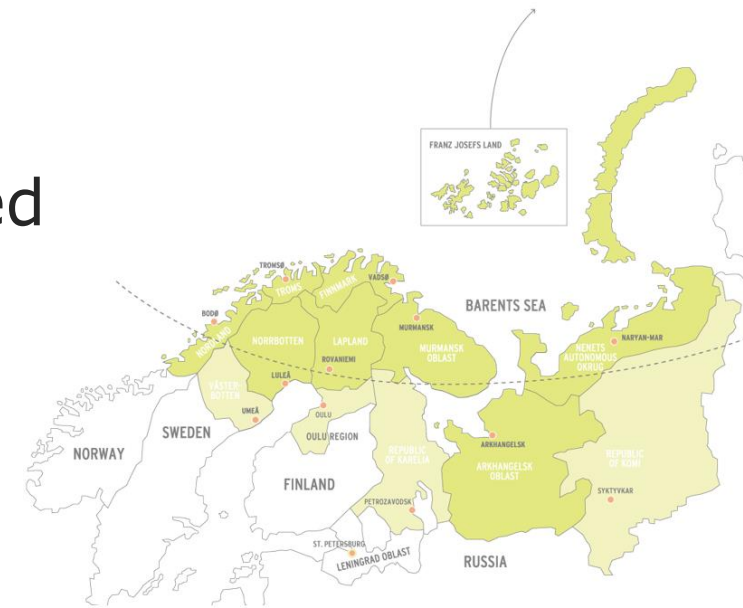 ed
FRANZ JOSEFS LAND
TROMSØ
VADSØ
TROMS
FINNMARK
BARENTS SEA
BODØ
MURMANSK
NORDLAND
NORRBOTTEN
LAPLAND
MURMANSK
OBLAST
NARYAN-MAR
NENETS
AUTONOMOUS
OKRUG
ROVANIEMI
LULEÅ
VÄSTER-
BOTTEN
UMEÅ
OULU
SWEDEN
OULU REGION
NORWAY
ARKHANGELSK
REPUBLIC
OF KARELIA
ARKHANGELSK
OBLAST
REPUBLIC
OF KOMI
FINLAND
SYKTYVKAR
PETROZAVODSK
ST. PETERSBURG
LENINGRAD OBLAST
RUSSIA